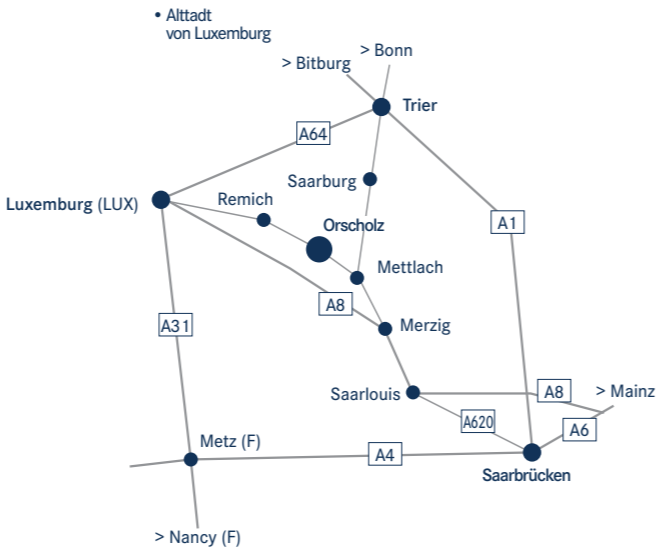 • Alttadt
von Luxemburg
> Bonn
> Bitburg
Trier
A64
Saarburg
Remich
Luxemburg (LUX)
Orscholz
A1
Mettlach
A8
A31
Merzig
Saarlouis
A8
> Mainz
A620
A6
Metz (F)
A4
Saarbrücken
> Nancy (F)